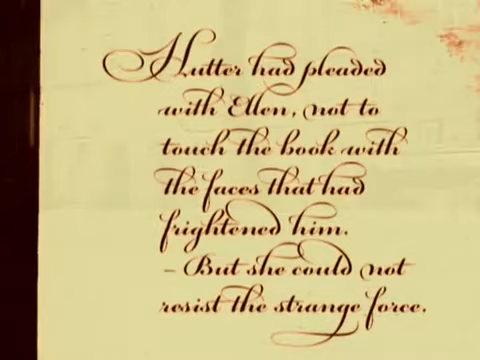 Hutter had pleaded
with Ellen, not to
touch the book with
the faces that had
frightened him.
- But she could not
resist the strange force.